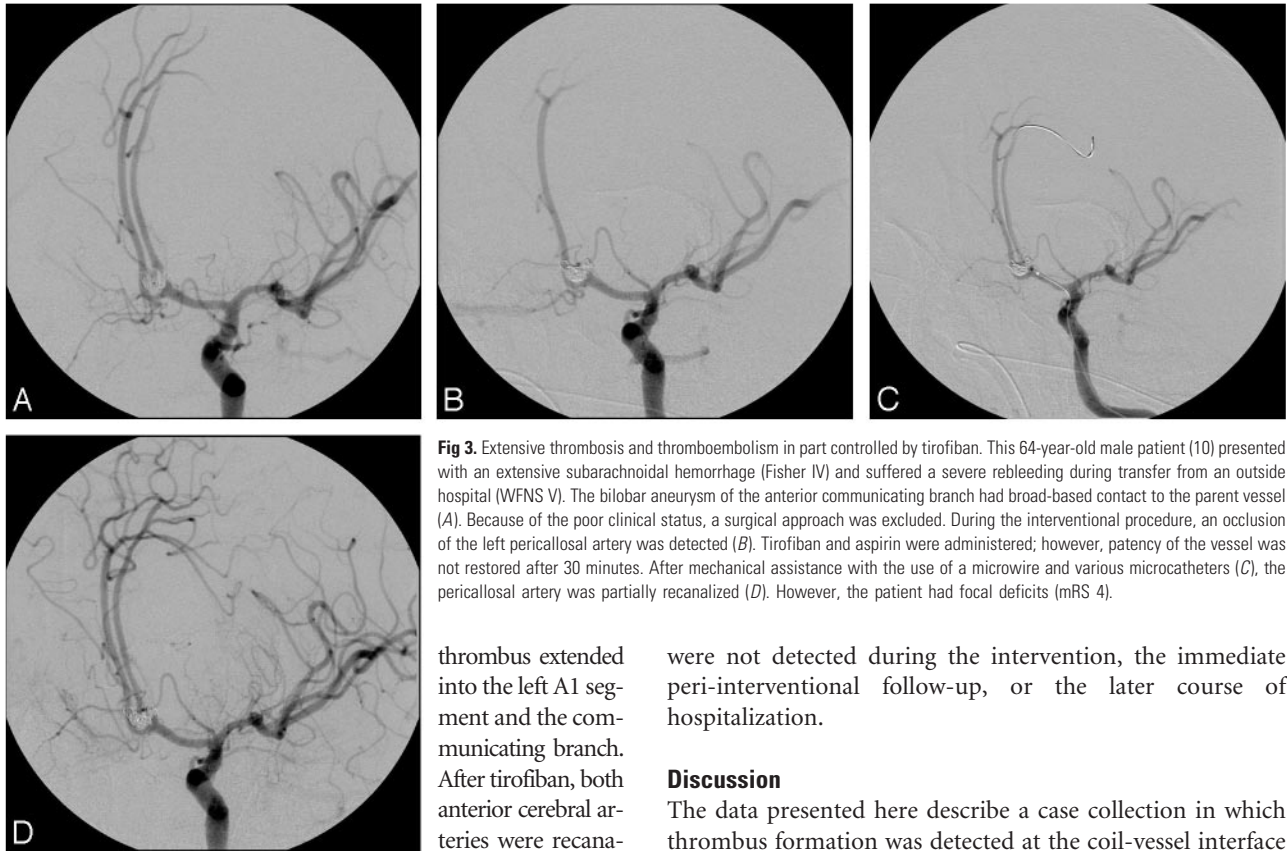 A
B
C
D
Fig 3. Extensive thrombosis and thromboembolism in part controlled by tirofiban. This 64-year-old male patient (10) presented
with an extensive subarachnoidal hemorrhage (Fisher IV) and suffered a severe rebleeding during transfer from an outside
hospital (WFNS V). The bilobar aneurysm of the anterior communicating branch had broad-based contact to the parent vessel
(A). Because of the poor clinical status, a surgical approach was excluded. During the interventional procedure, an occlusion
of the left pericallosal artery was detected (B). Tirofiban and aspirin were administered; however, patency of the vessel was
not restored after 30 minutes. After mechanical assistance with the use of a microwire and various microcatheters (C), the
pericallosal artery was partially recanalized (D). However, the patient had focal deficits (mRS 4).
thrombus extended
into the left A1 seg-
ment and the com-
municating branch.
After tirofiban, both
anterior cerebral ar-
teries were recana-
were not detected during the intervention, the immediate
peri-interventional follow-up, or the later course of
hospitalization.
Discussion
The data presented here describe a case collection in which
thrombus formation was detected at the coil-vessel interface